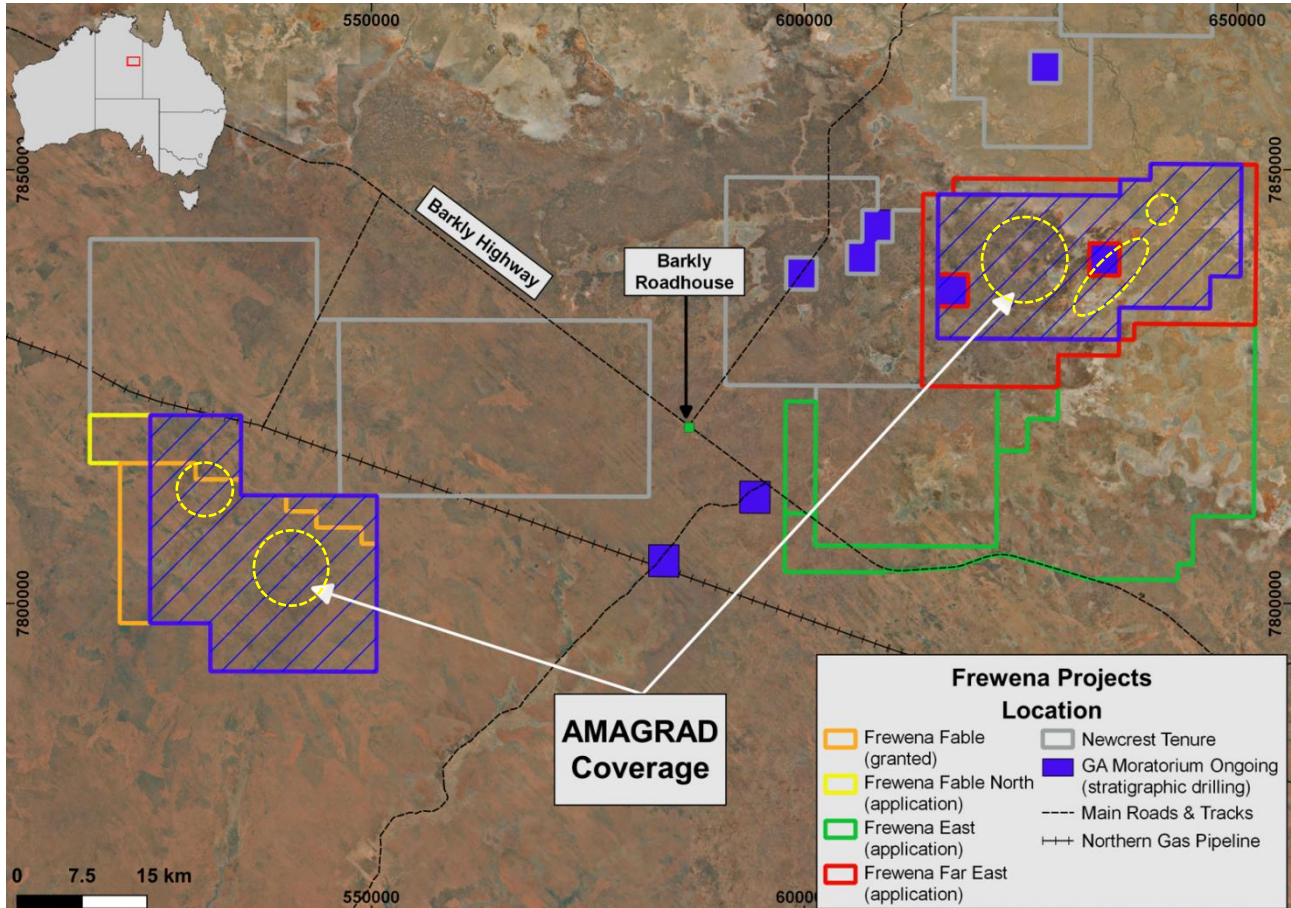 550000
600000
650000
7850000
7850000
Barkly Highway
Barkly
Roadhouse
7800000
7800000
AMAGRAD
Coverage
Frewena Projects
Location
Frewena Fable
(granted)
Frewena Fable North
(application)
Frewena East
(application)
Frewena Far East
(application)
Newcrest Tenure
GA Moratorium Ongoing
(stratigraphic drilling)
Main Roads & Tracks
Northern Gas Pipeline
0 7.5 15 km
550000